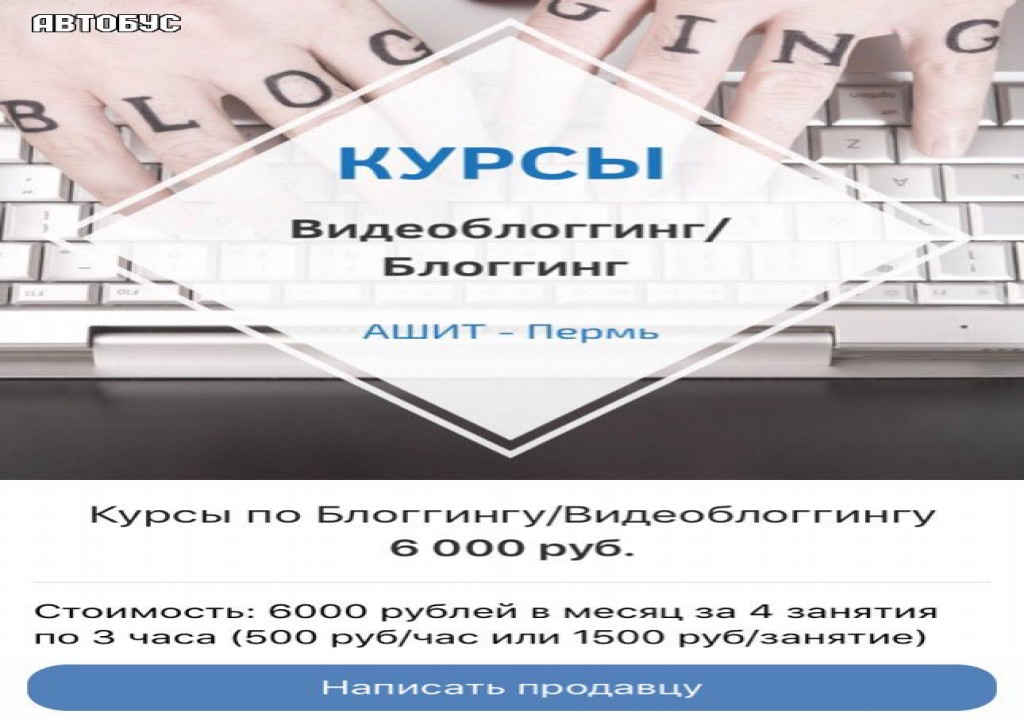 АВТОБУС
BLOGGING
КУРСЫ
Видеоблоггинг/
Блоггинг
АШИТ - Пермь
Курсы по Блоггингу/Видеоблоггингу
6 000 руб.
Стоимость: 6000 рублей в месяц за 4 занятия
по 3 часа (500 руб/час или 1500 руб/занятие)
Написать продавцу